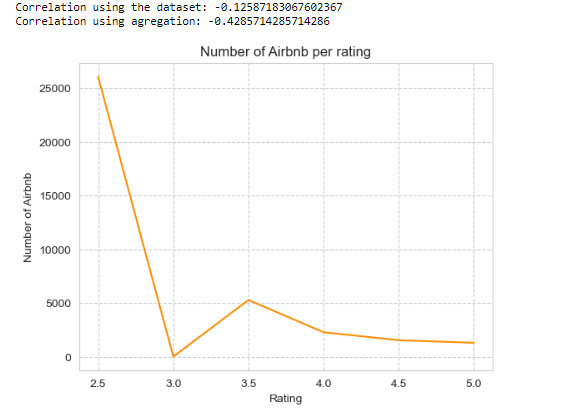 Correlation using the dataset: -0.12587183067602367
Correlation using agregation: -0.4285714285714286
Number of Airbnb per rating
25000
20000
15000
10000
5000
0
Number of Airbnb
2.5 3.0 3.5 4.0 4.5 5.0
Rating